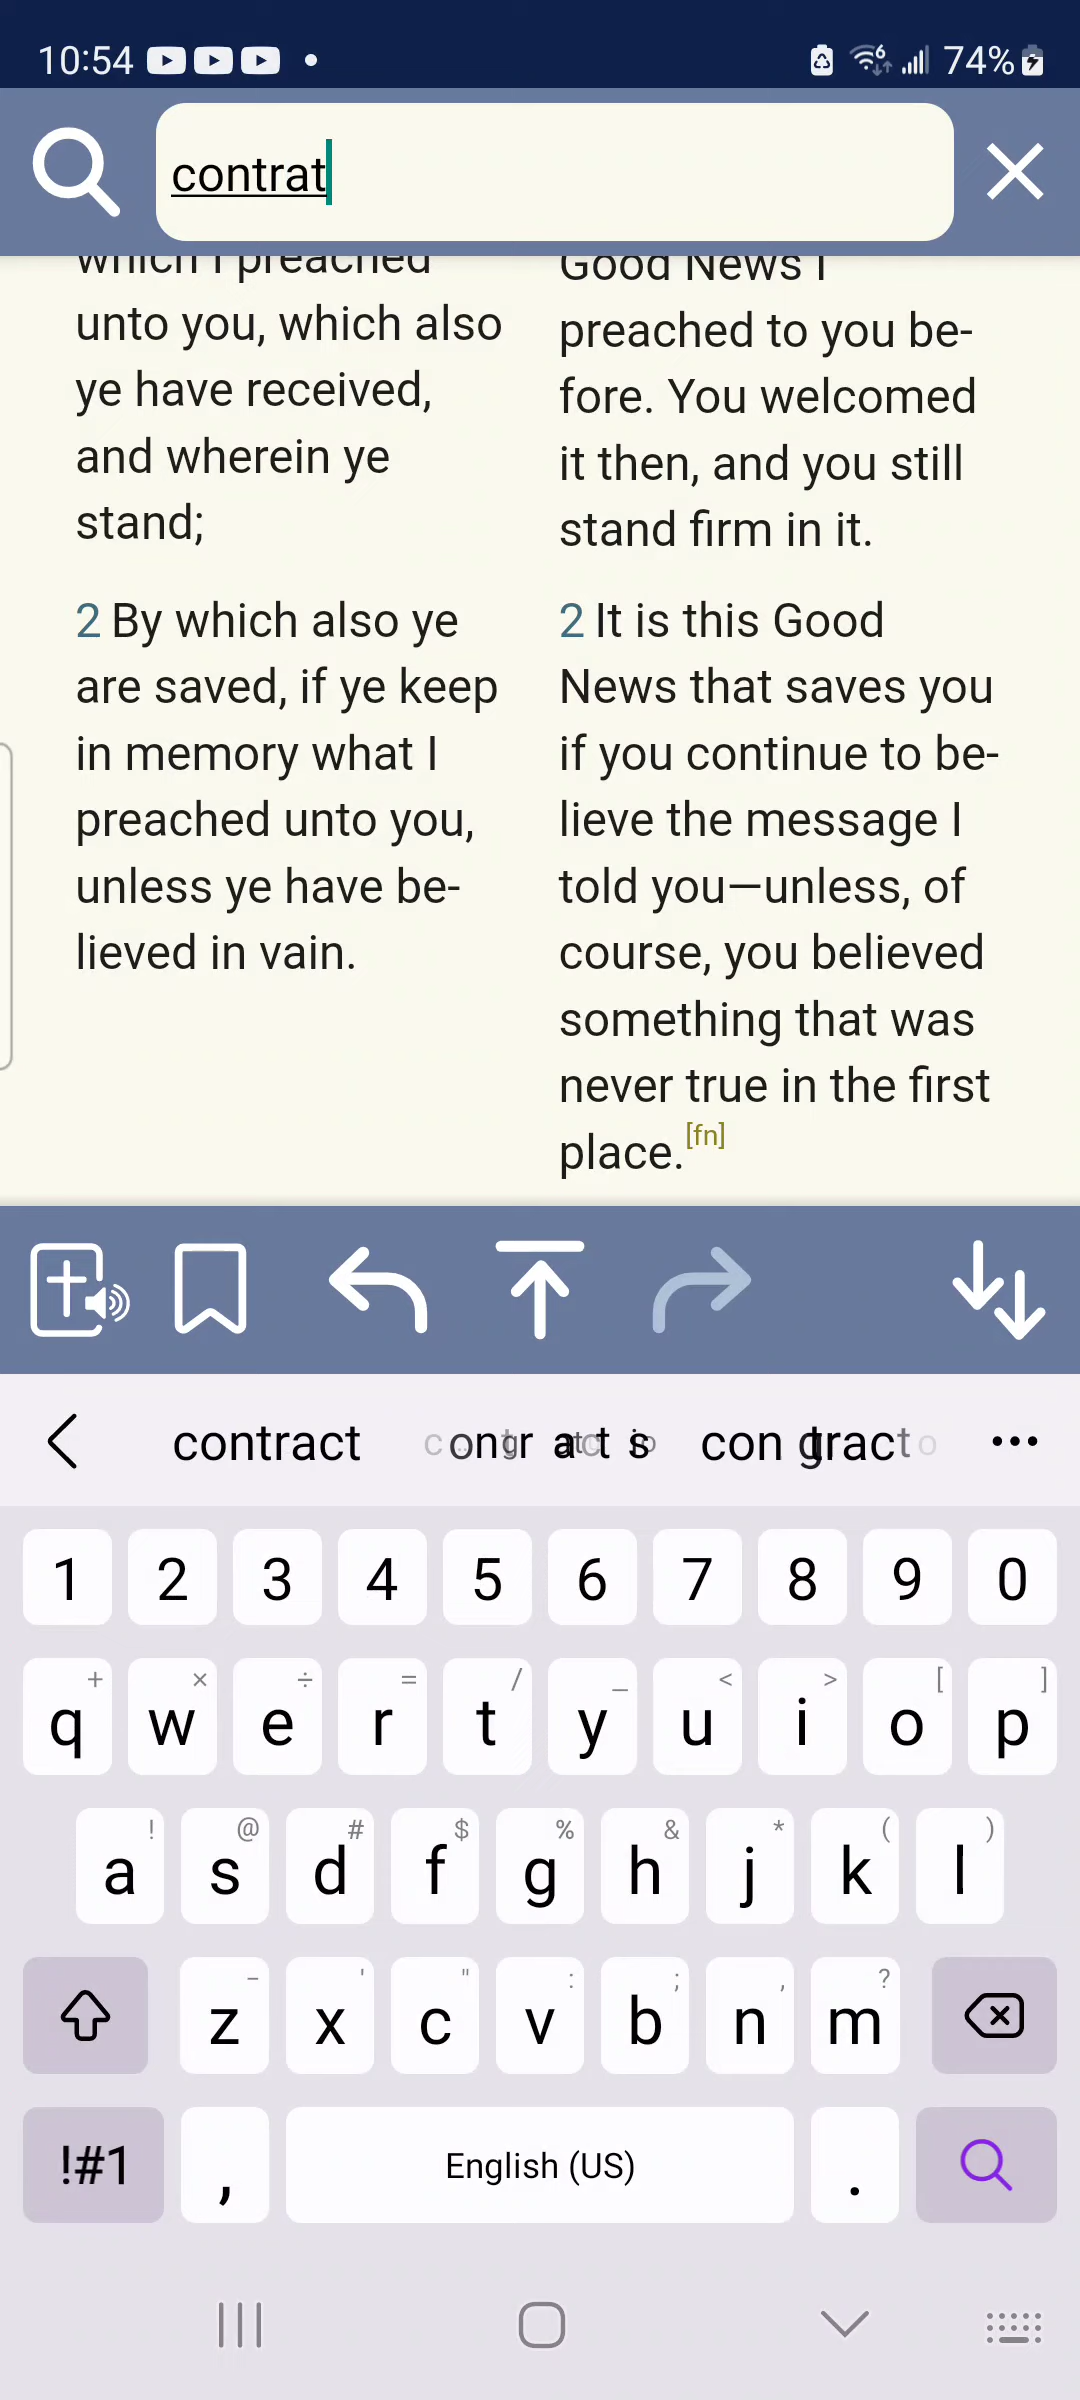 10:54 74%
contrat
which I preached
unto you, which also
ye have received,
and wherein ye
stand;
2 By which also ye
are saved, if ye keep
in memory what I
preached unto you,
unless ye have be-
lieved in vain.
Good News I
preached to you be-
fore. You welcomed
it then, and you still
stand firm in it.
2 It is this Good
News that saves you
if you continue to be-
lieve the message I
told you—unless, of
course, you believed
something that was
never true in the first
place.[fn]
contract
1 2 3 4 5 6 7 8 9 0
+ × ÷ = / _ < > [ ]
q w e r t y u i o p
! @ # $ % & * ( )
a s d f g h j k l
- ' " : ; , ?
z x c v b n m
!#1 , English (US) .